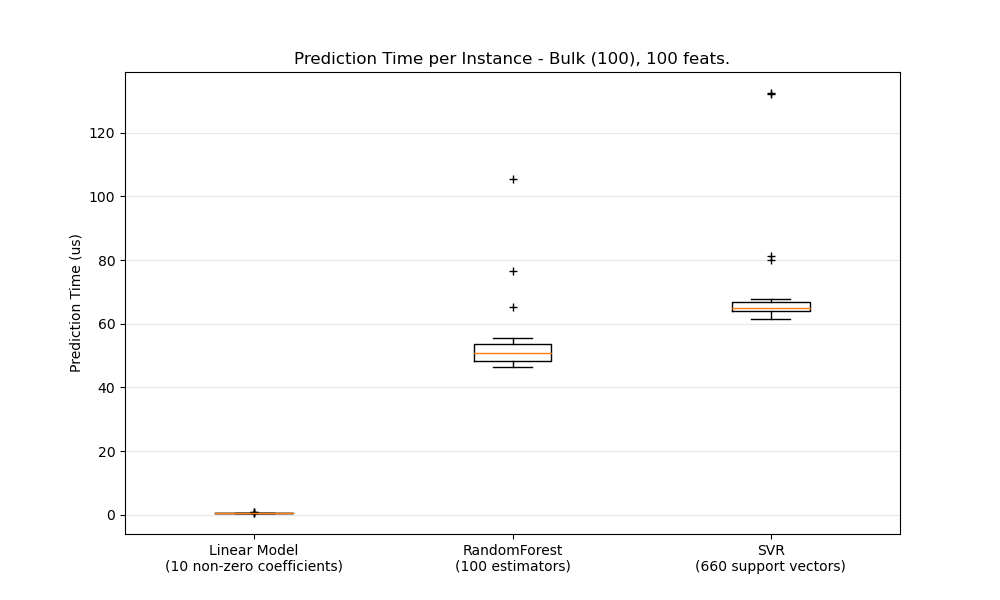 Prediction Time per Instance - Bulk (100), 100 feats.
Prediction Time (us)
120
100
80
60
40
20
0
Linear Model
(10 non-zero coefficients)
RandomForest
(100 estimators)
SVR
(660 support vectors)